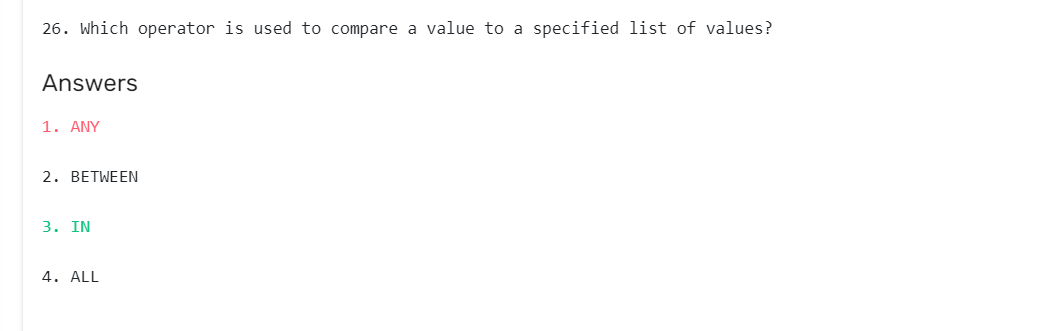 26. Which operator is used to compare a value to a specified list of values?
Answers
1. ANY
2. BETWEEN
3. IN
4. ALL